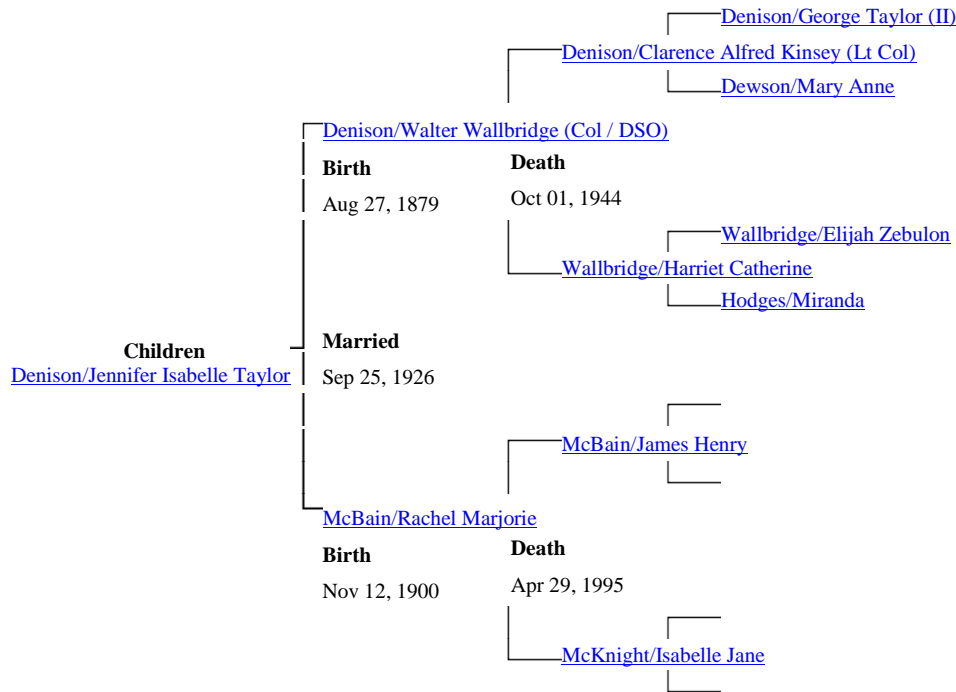 Denison/George Taylor (II)
Denison/Clarence Alfred Kinsey (Lt Col)
Dewson/Mary Anne
Denison/Walter Wallbridge (Col / DSO)
Birth
Death
Aug 27, 1879
Oct 01, 1944
Wallbridge/Elijah Zebulon
Wallbridge/Harriet Catherine
Hodges/Miranda
Children
Denison/Jennifer Isabelle Taylor
Married
Sep 25, 1926
McBain/James Henry
McBain/Rachel Marjorie
Birth
Death
Nov 12, 1900
Apr 29, 1995
McKnight/Isabelle Jane